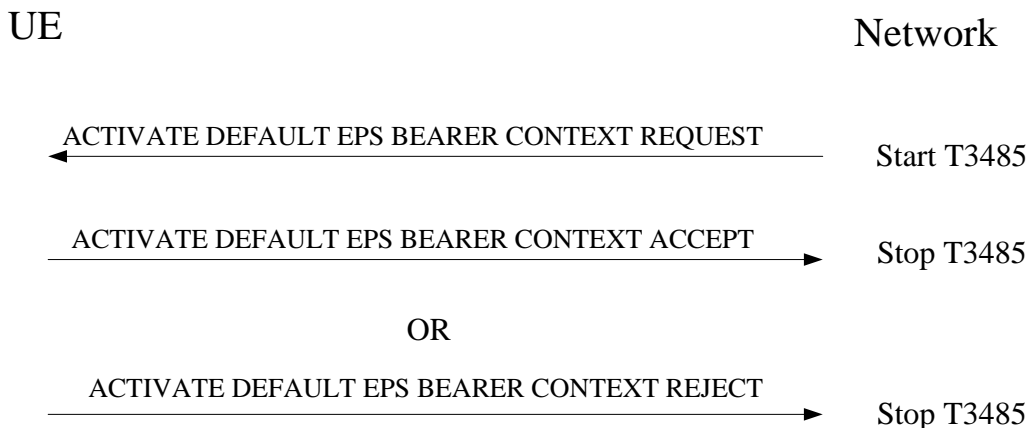 UE
Network
ACTIVATE DEFAULT EPS BEARER CONTEXT REQUEST
Start T3485
ACTIVATE DEFAULT EPS BEARER CONTEXT ACCEPT
Stop T3485
OR
ACTIVATE DEFAULT EPS BEARER CONTEXT REJECT
Stop T3485